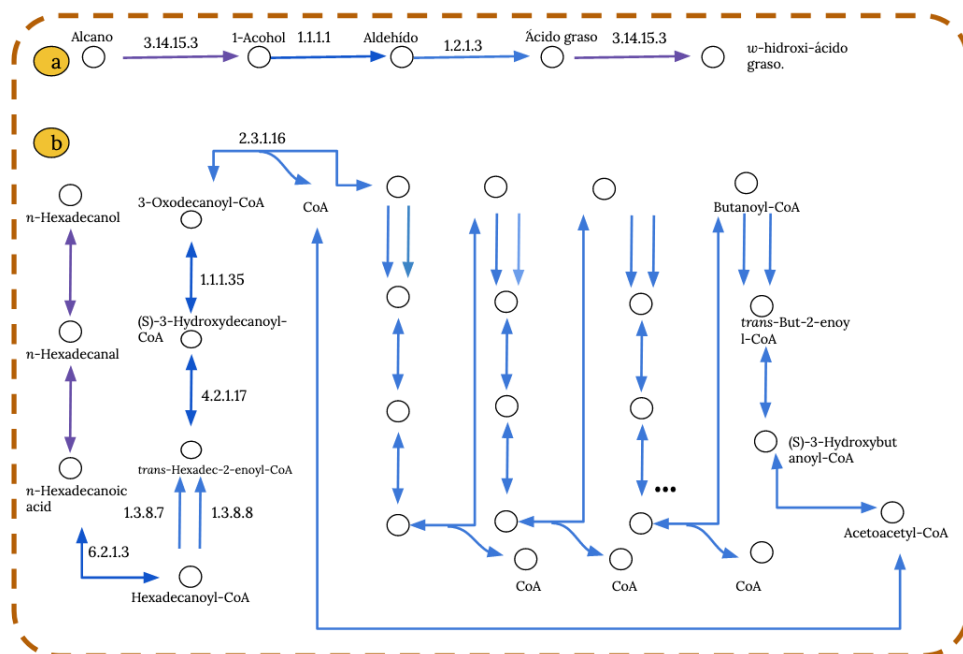 a
Alcano
3.14.15.3
1-Acohol
1.1.1.1
Aldehído
1.2.1.3
Ácido graso
3.14.15.3
w-hidroxi-ácido
graso.
b
n-Hexadecanol
n-Hexadecanal
n-Hexadecanoic
acid
6.2.1.3
Hexadecanoyl-CoA
1.3.8.7
1.3.8.8
trans-Hexadec-2-enoyl-CoA
4.2.1.17
(S)-3-Hydroxydecanoyl-
CoA
1.1.1.35
3-Oxodecanoyl-CoA
2.3.1.16
CoA
CoA
CoA
...
CoA
Butanoyl-CoA
trans-But-2-enoy
l-CoA
(S)-3-Hydroxybut
anoyl-CoA
Acetoacetyl-CoA